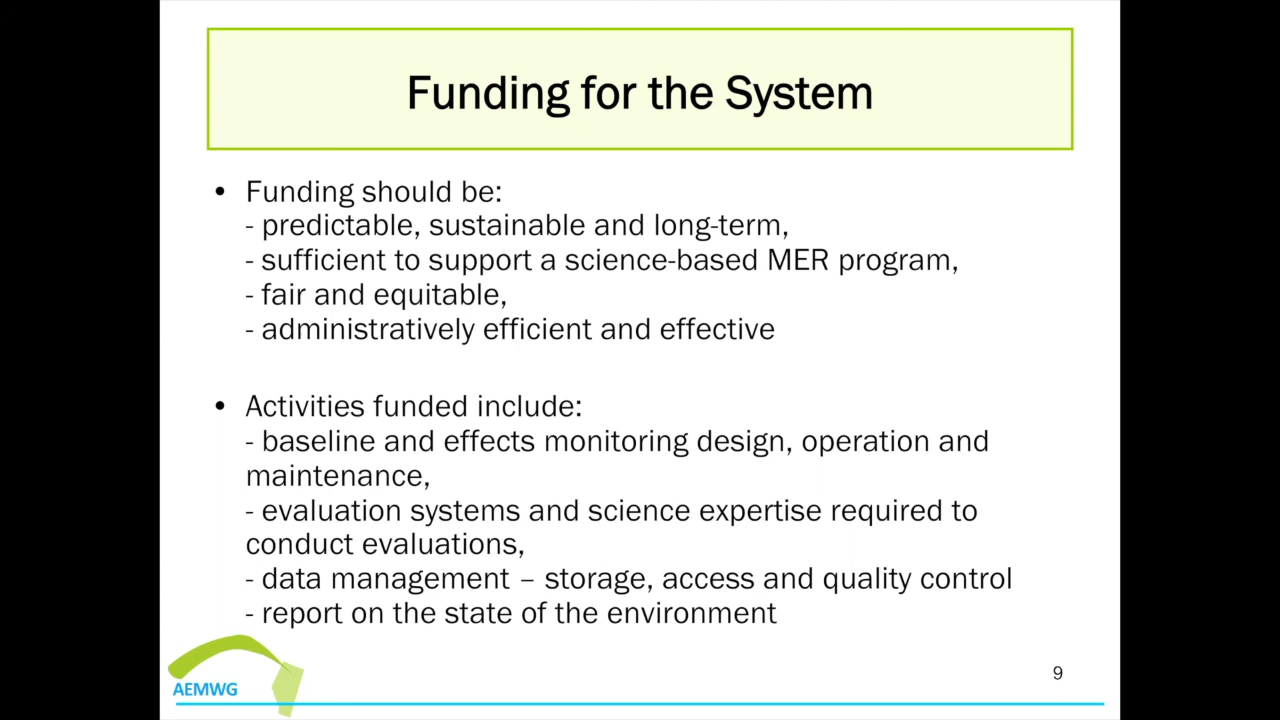 Funding for the System
• Funding should be:
- predictable, sustainable and long-term,
- sufficient to support a science-based MER program,
- fair and equitable,
- administratively efficient and effective
• Activities funded include:
- baseline and effects monitoring design, operation and
maintenance,
- evaluation systems and science expertise required to
conduct evaluations,
- data management – storage, access and quality control
- report on the state of the environment
AEMWG
9